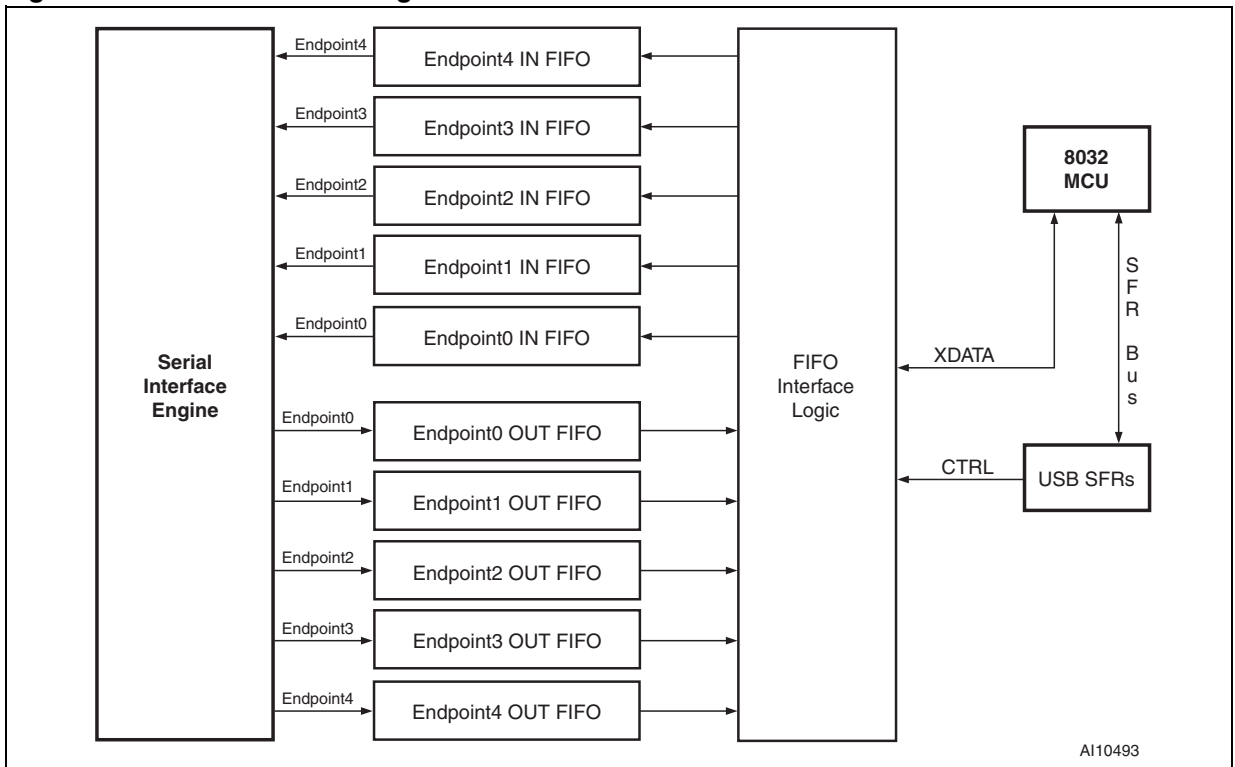 Endpoint4
Endpoint4 IN FIFO
Endpoint3
Endpoint3 IN FIFO
Endpoint2
Endpoint2 IN FIFO
Endpoint1
Endpoint1 IN FIFO
Endpoint0
Endpoint0 IN FIFO
Serial
Interface
Engine
Endpoint0
Endpoint0 OUT FIFO
Endpoint1
Endpoint1 OUT FIFO
Endpoint2
Endpoint2 OUT FIFO
Endpoint3
Endpoint3 OUT FIFO
Endpoint4
Endpoint4 OUT FIFO
FIFO
Interface
Logic
XDATA
CTRL
8032
MCU
SFR Bus
USB SFRs
AI10493